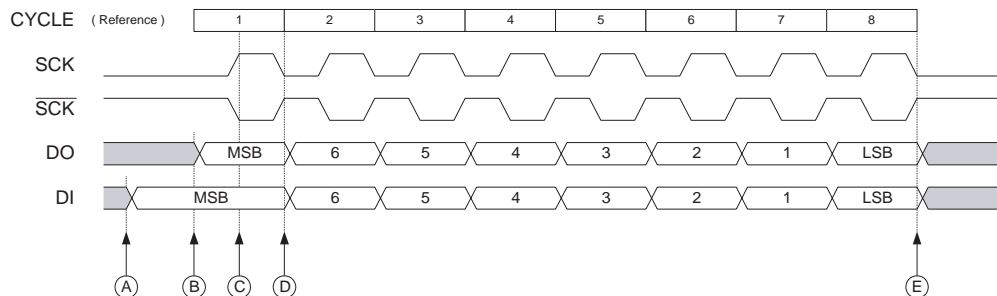 CYCLE ( Reference ) 1 2 3 4 5 6 7 8
SCK
SCK
DO MSB 6 5 4 3 2 1 LSB
DI MSB 6 5 4 3 2 1 LSB
A B C D E